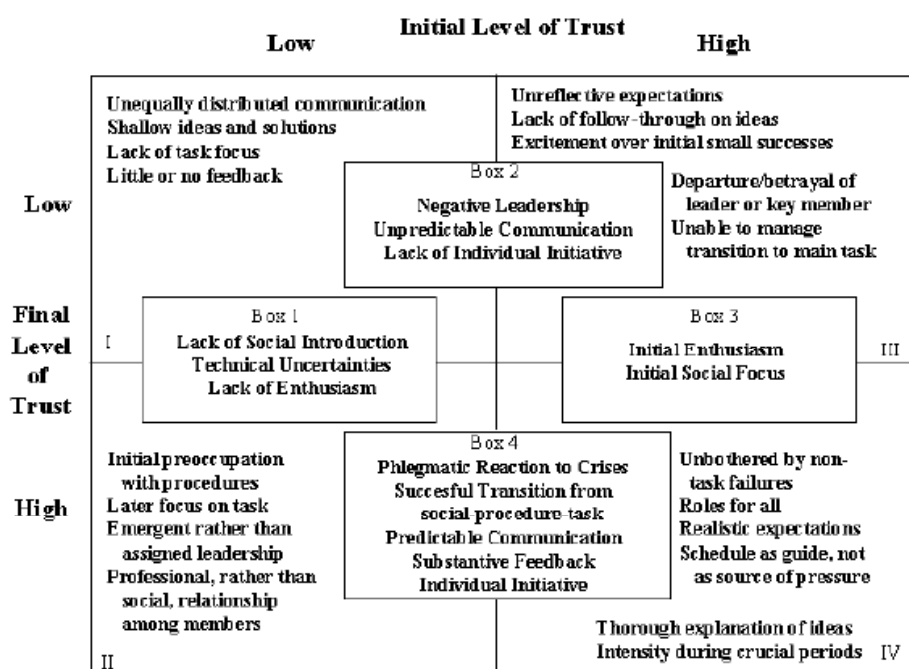 Initial Level of Trust
Low
High
Unequally distributed communication
Shallow ideas and solutions
Lack of task focus
Little or no feedback
Unreflective expectations
Lack of follow-through on ideas
Excitement over initial small successes
Departure/betrayal of
leader or key member
Unable to manage
transition to main task
Box 2
Negative Leadership
Unpredictable Communication
Lack of Individual Initiative
Low
Final
Level
of
Trust
I
Box 1
Lack of Social Introduction
Technical Uncertainties
Lack of Enthusiasm
Box 3
Initial Enthusiasm
Initial Social Focus
III
High
Initial preoccupation
with procedures
Later focus on task
Emergent rather than
assigned leadership
Professional, rather than
social, relationship
among members
II
Box 4
Phlegmatic Reaction to Crises
Succesful Transition from
social-procedure-task
Predictable Communication
Substantive Feedback
Individual Initiative
Unbothered by non-
task failures
Roles for all
Realistic expectations
Schedule as guide, not
as source of pressure
Thorough explanation of ideas
Intensity during crucial periods
IV